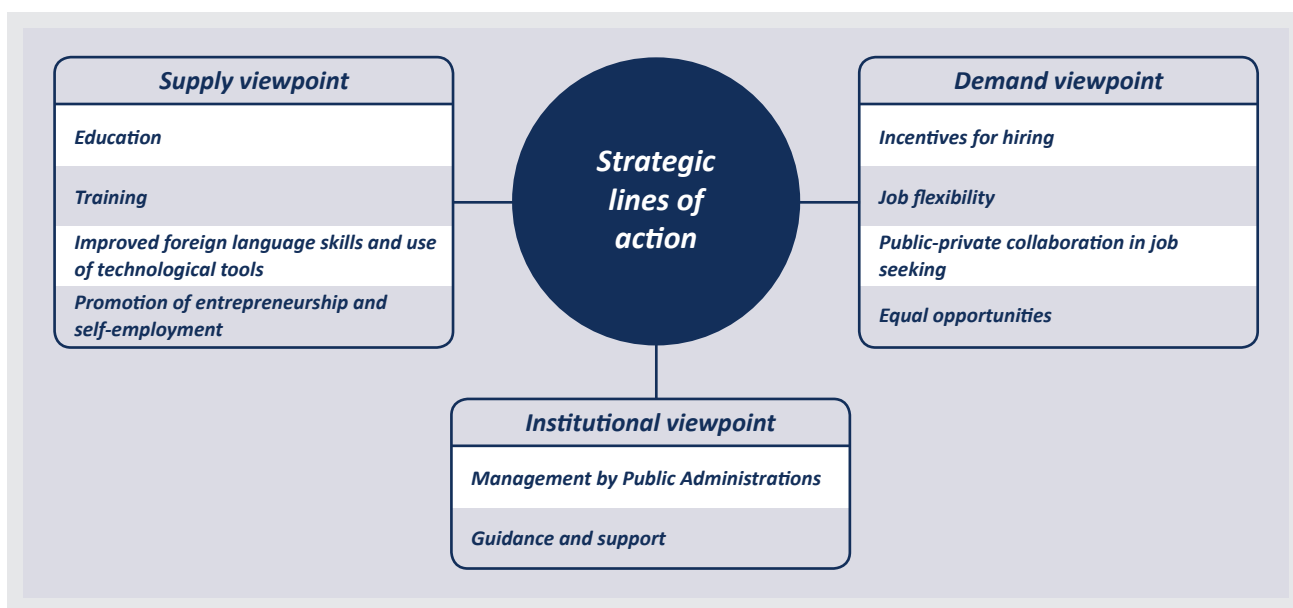 Supply viewpoint
Education
Training
Improved foreign language skills and use
of technological tools
Promotion of entrepreneurship and
self-employment
Strategic
lines of
action
Demand viewpoint
Incentives for hiring
Job flexibility
Public-private collaboration in job
seeking
Equal opportunities
Institutional viewpoint
Management by Public Administrations
Guidance and support